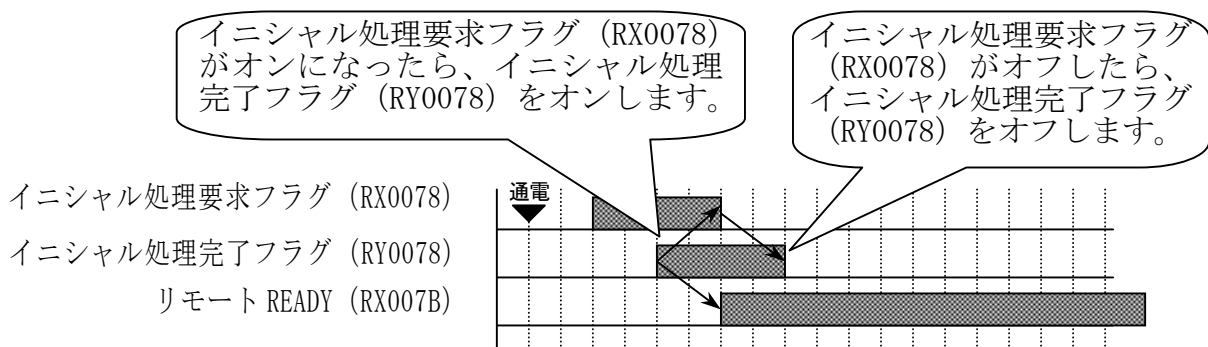 イニシャル処理要求フラグ (RX0078)
がオンになったら、イニシャル処理
完了フラグ (RY0078) をオンします。
イニシャル処理要求フラグ
(RX0078) がオフしたら、
イニシャル処理完了フラグ
(RY0078) をオフします。
通電
イニシャル処理要求フラグ (RX0078)
イニシャル処理完了フラグ (RY0078)
リモート READY (RX007B)